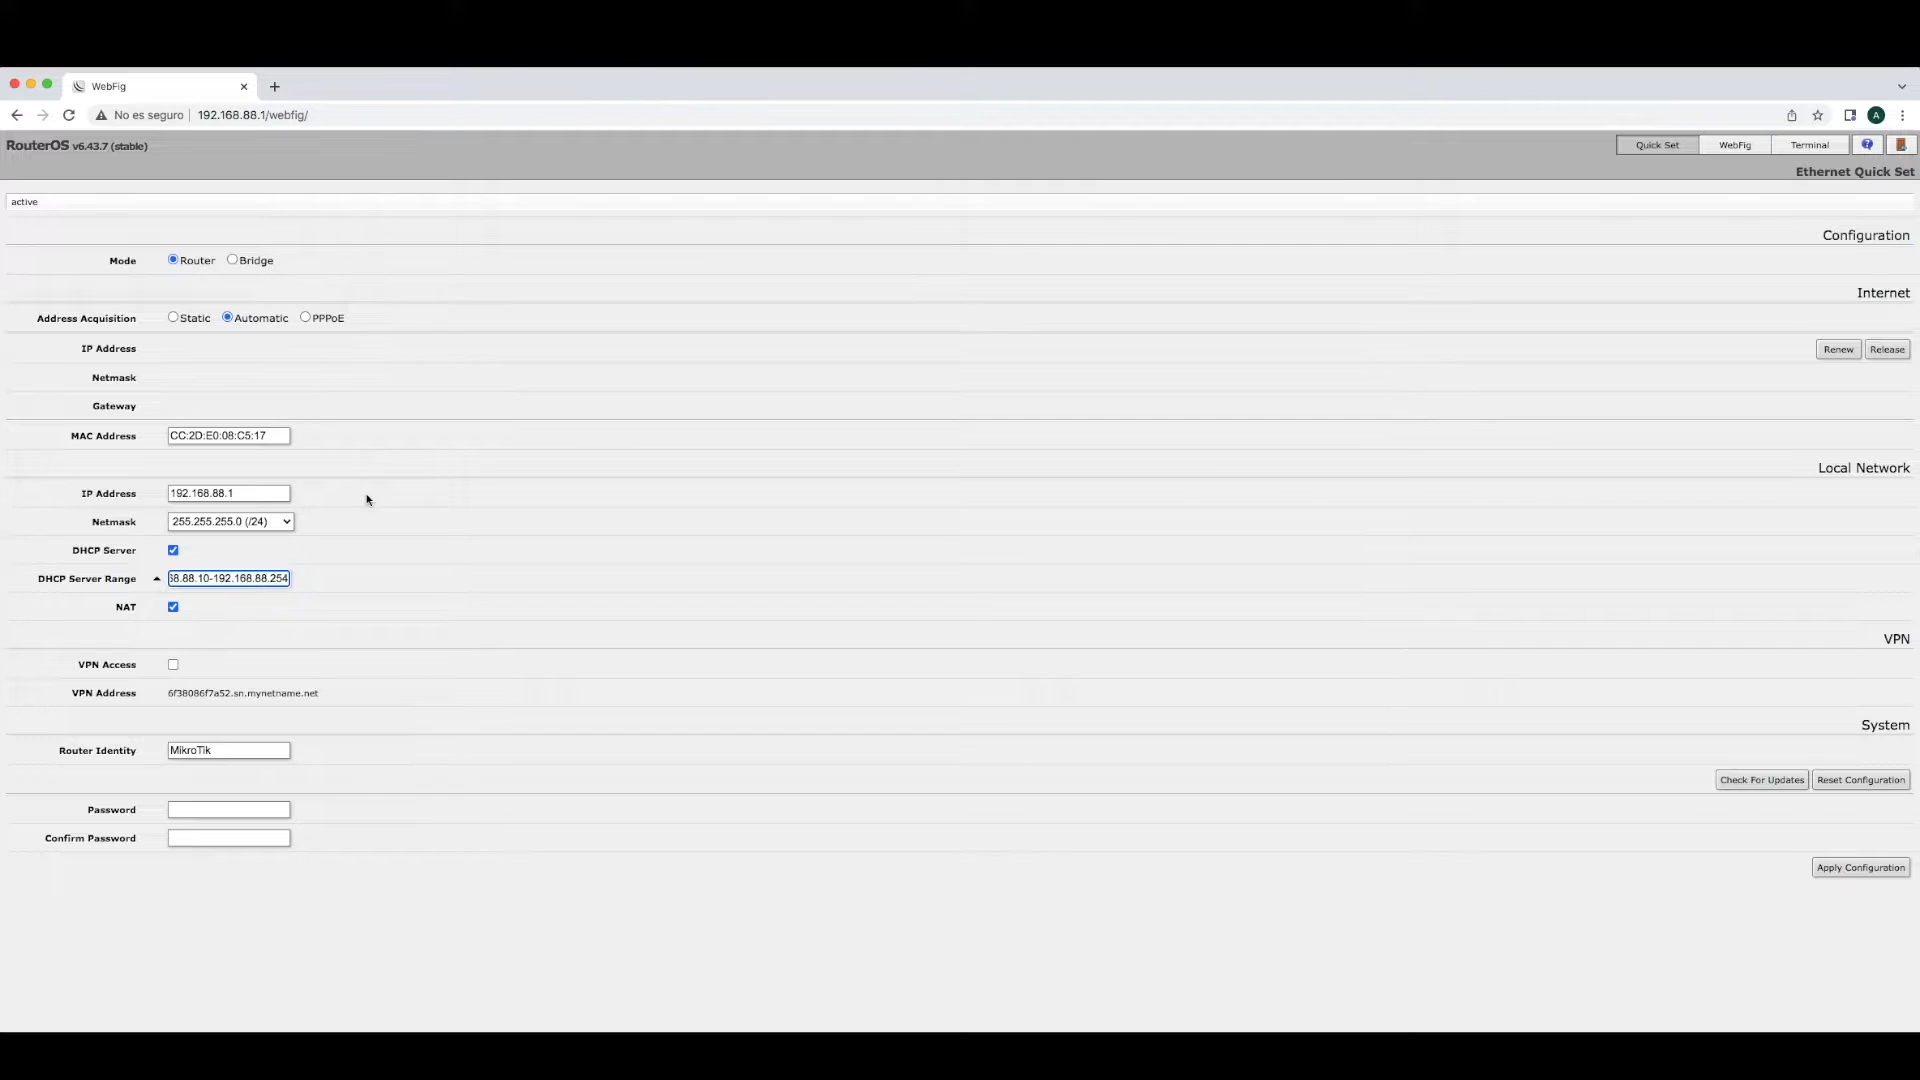 WebFig
No es seguro 192.168.88.1/webfig/
A
RouterOS v6.43.7 (stable)
Quick Set WebFig Terminal
Ethernet Quick Set
active
Configuration
Mode Router Bridge
Internet
Address Acquisition Static Automatic PPPoE
IP Address Renew Release
Netmask
Gateway
MAC Address CC:2D:E0:08:C5:17
Local Network
IP Address 192.168.88.1
Netmask 255.255.255.0 (/24)
DHCP Server
DHCP Server Range 38.88.10-192.168.88.254
NAT
VPN
VPN Access
VPN Address 6f38086f7a52.sn.mynetname.net
System
Router Identity MikroTik
Check For Updates Reset Configuration
Password
Confirm Password
Apply Configuration